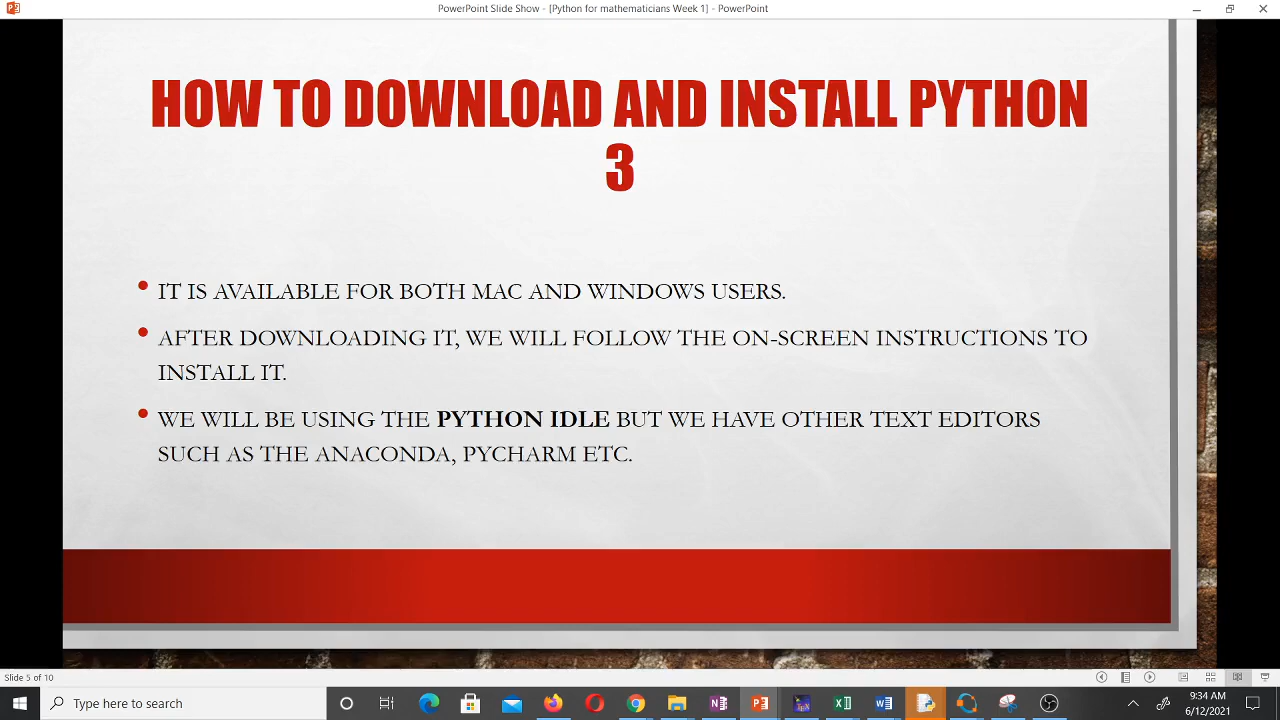 PowerPoint Slide Show - [Python for mathematicians Week 1] - PowerPoint
HOW TO DOWNLOAD AND INSTALL PYTHON
3
• IT IS AVAILABLE FOR BOTH MAC AND WINDOWS USERS.
• AFTER DOWNLOADING IT, WE WILL FOLLOW THE ON-SCREEN INSTRUCTIONS TO
INSTALL IT.
• WE WILL BE USING THE PYTHON IDLE BUT WE HAVE OTHER TEXT EDITORS
SUCH AS THE ANACONDA, PYCHARM ETC.
Slide 5 of 10
Type here to search
9:34 AM
6/12/2021